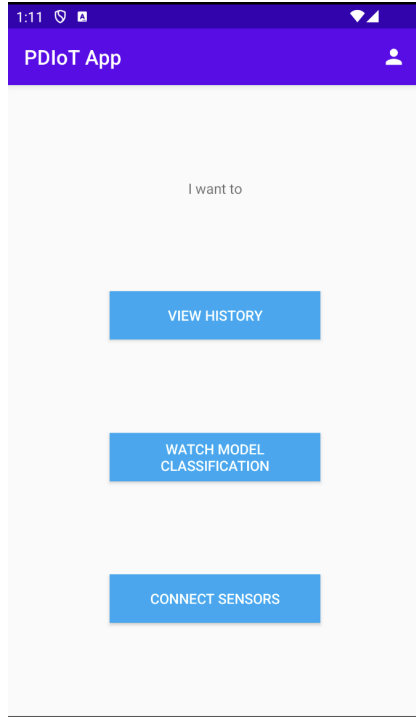 1:11
PDIoT App
I want to
VIEW HISTORY
WATCH MODEL
CLASSIFICATION
CONNECT SENSORS